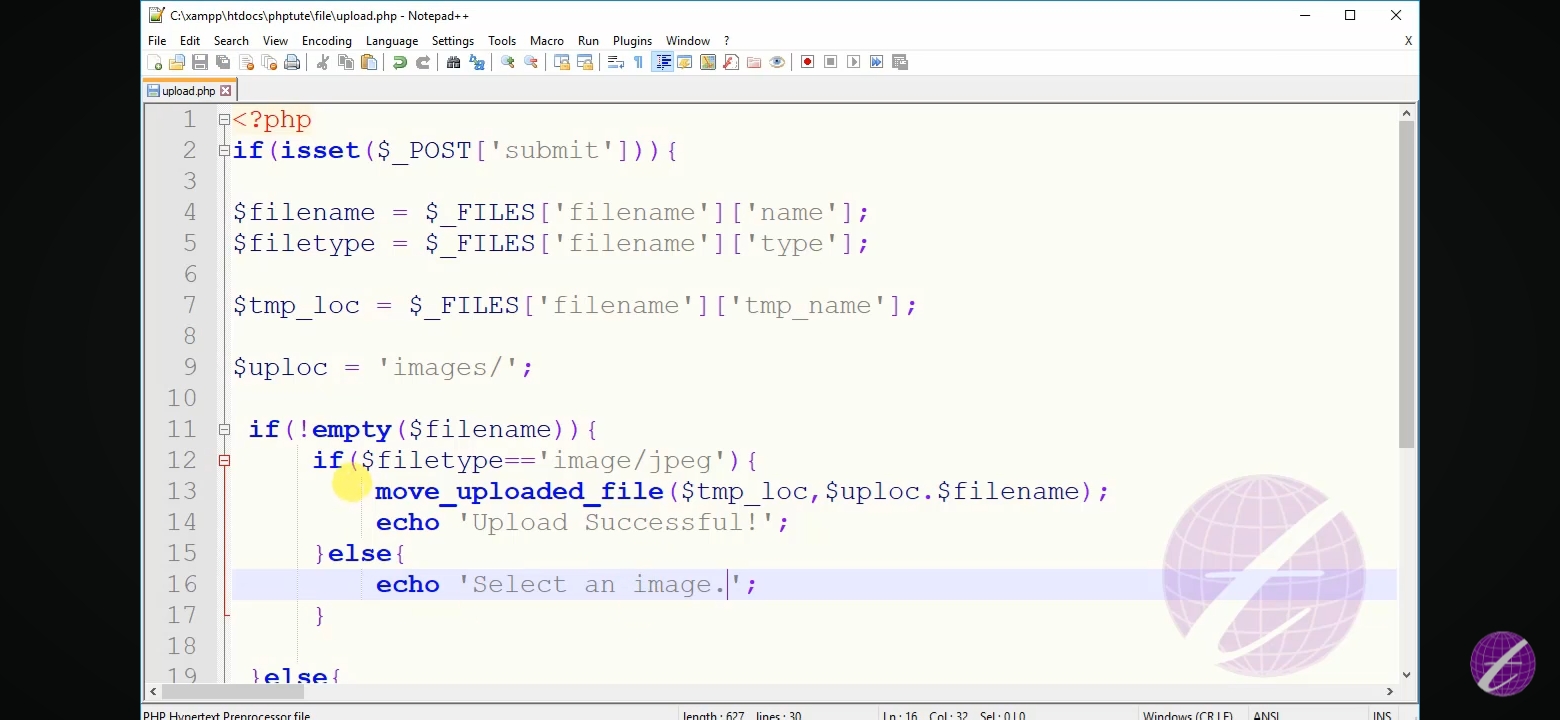 C:\xampp\htdocs\phptute\file\upload.php - Notepad++
File Edit Search View Encoding Language Settings Tools Macro Run Plugins Window ? X
upload.php
1 <?php
2 if(isset($_POST['submit'])){
3
4 $filename = $_FILES['filename']['name'];
5 $filetype = $_FILES['filename']['type'];
6
7 $tmp_loc = $_FILES['filename']['tmp_name'];
8
9 $uploc = 'images/';
10
11 if(!empty($filename)){
12 if($filetype=='image/jpeg'){
13 move_uploaded_file($tmp_loc,$uploc.$filename);
14 echo 'Upload Successful!';
15 }else{
16 echo 'Select an image.';
17 }
18
19 }else{
PHP Hypertext Preprocessor file length : 627 lines : 30 Ln : 16 Col : 32 Sel : 0 | 0 Windows (CR LF) ANSI INS